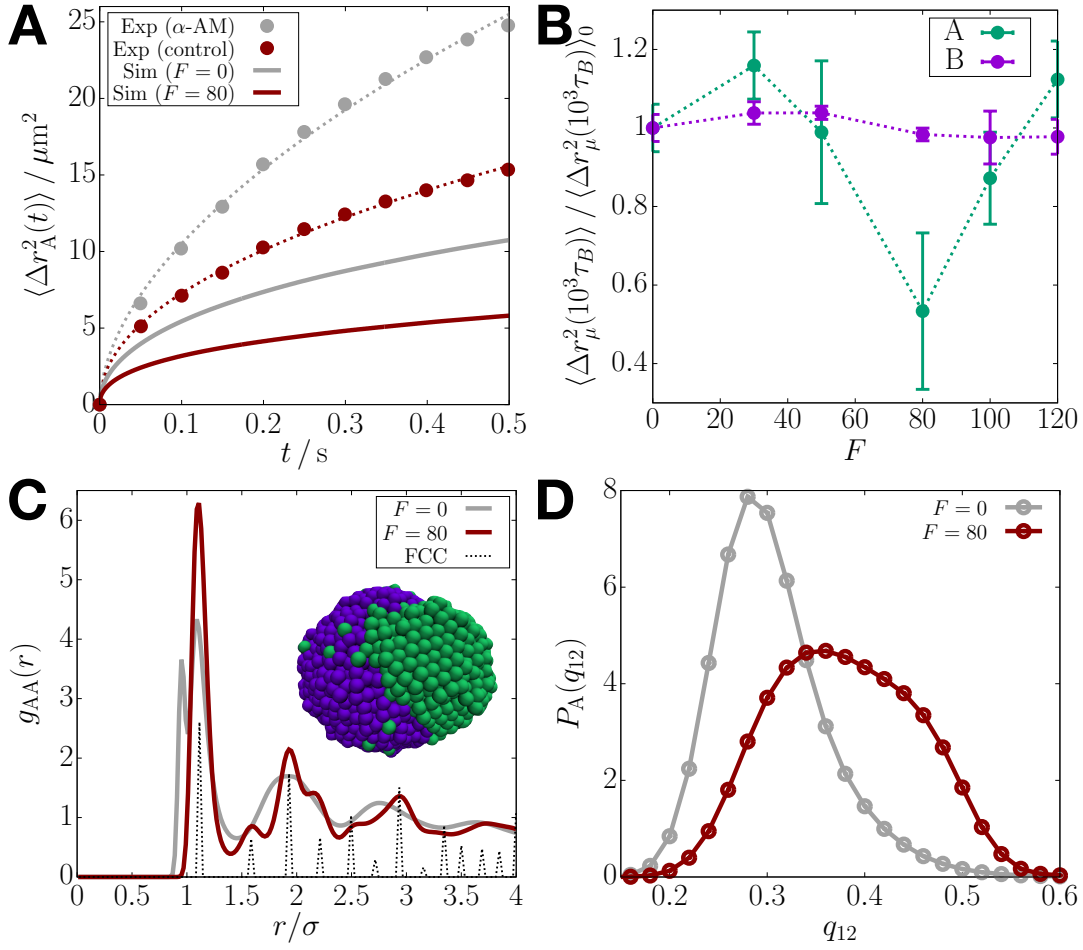 A
⟨Δr²_A(t)⟩ / μm²
25
20
15
10
5
0
Exp (α-AM)
Exp (control)
Sim (F = 0)
Sim (F = 80)
0 0.1 0.2 0.3 0.4 0.5
t / s
B
⟨Δr²_μ(10³τ_B)⟩ / ⟨Δr²_μ(10³τ_B)⟩₀
1.2
1
0.8
0.6
0.4
A
B
0 20 40 60 80 100 120
F
C
g_AA(r)
6
5
4
3
2
1
0
F = 0
F = 80
FCC
0 0.5 1 1.5 2 2.5 3 3.5 4
r/σ
D
P_A(q₁₂)
8
6
4
2
0
F = 0
F = 80
0.2 0.3 0.4 0.5 0.6
q₁₂